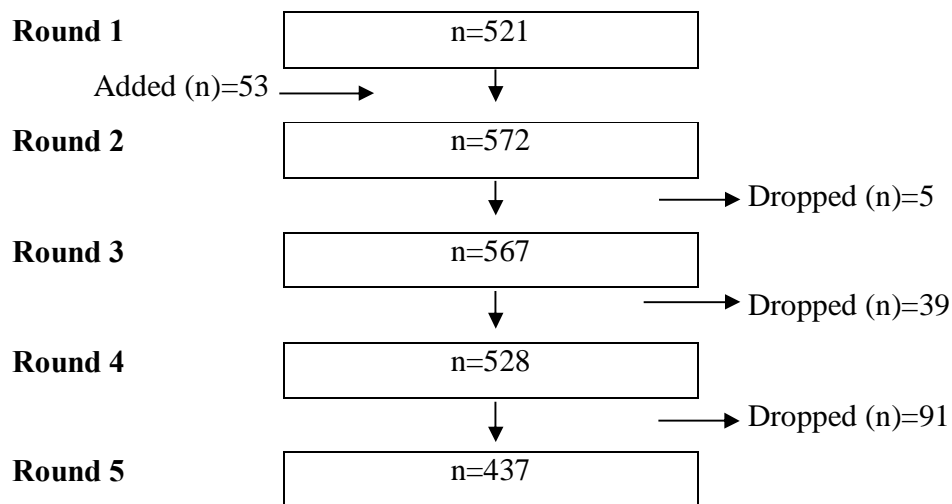 Round 1 n=521
Added (n)=53
Round 2 n=572
Dropped (n)=5
Round 3 n=567
Dropped (n)=39
Round 4 n=528
Dropped (n)=91
Round 5 n=437